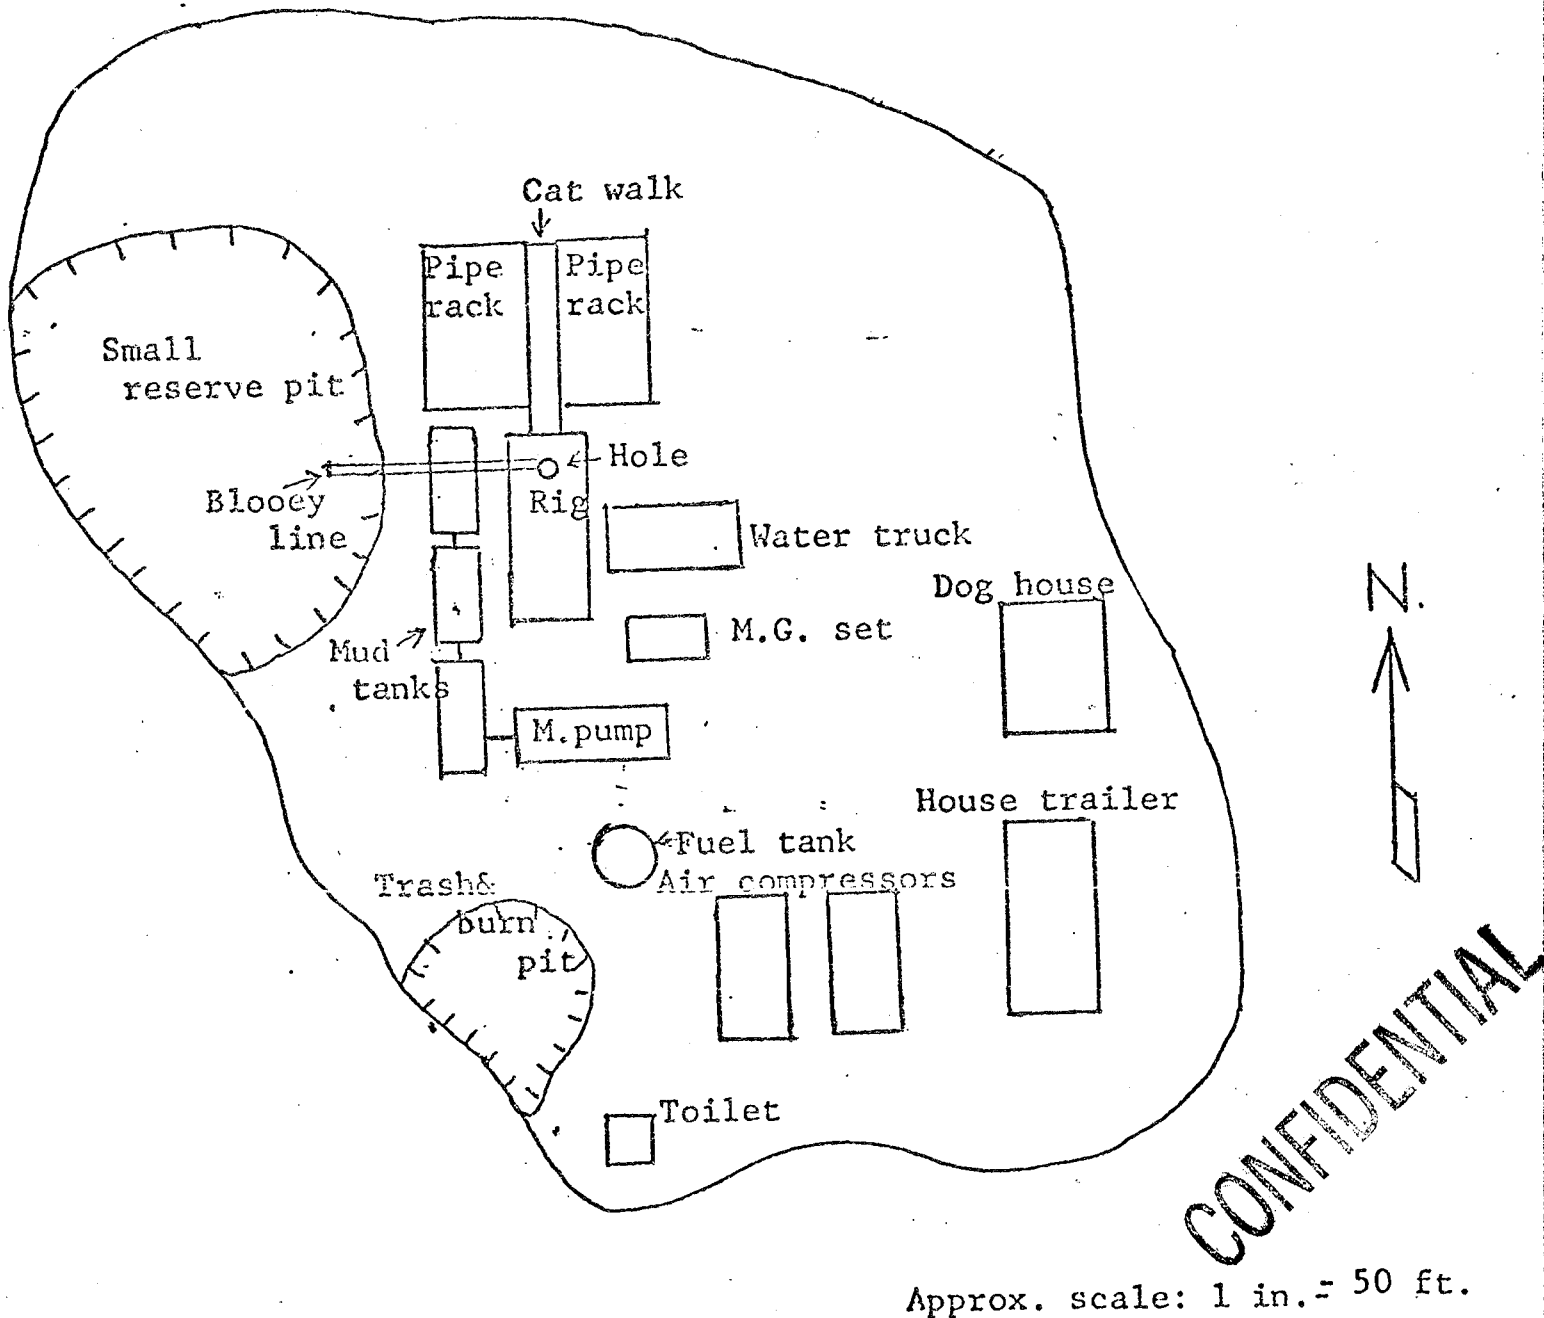 Cat walk
Pipe
rack
Pipe
rack
Small
reserve pit
Hole
Blooey
line
Rig
Water truck
N.
Dog house
M.G. set
Mud
tanks
M.pump
House trailer
Fuel tank
Air compressors
Trash&
burn
pit
Toilet
CONFIDENTIAL
Approx. scale: 1 in.= 50 ft.